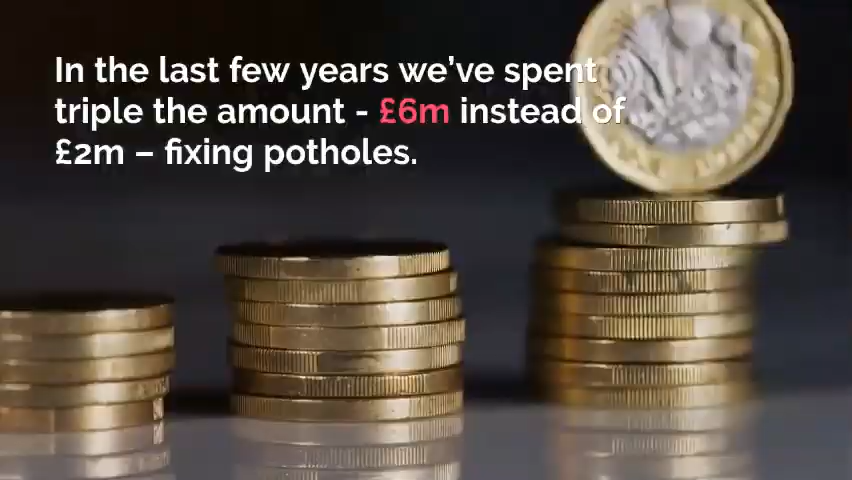 In the last few years we’ve spent
triple the amount - £6m instead of
£2m – fixing potholes.